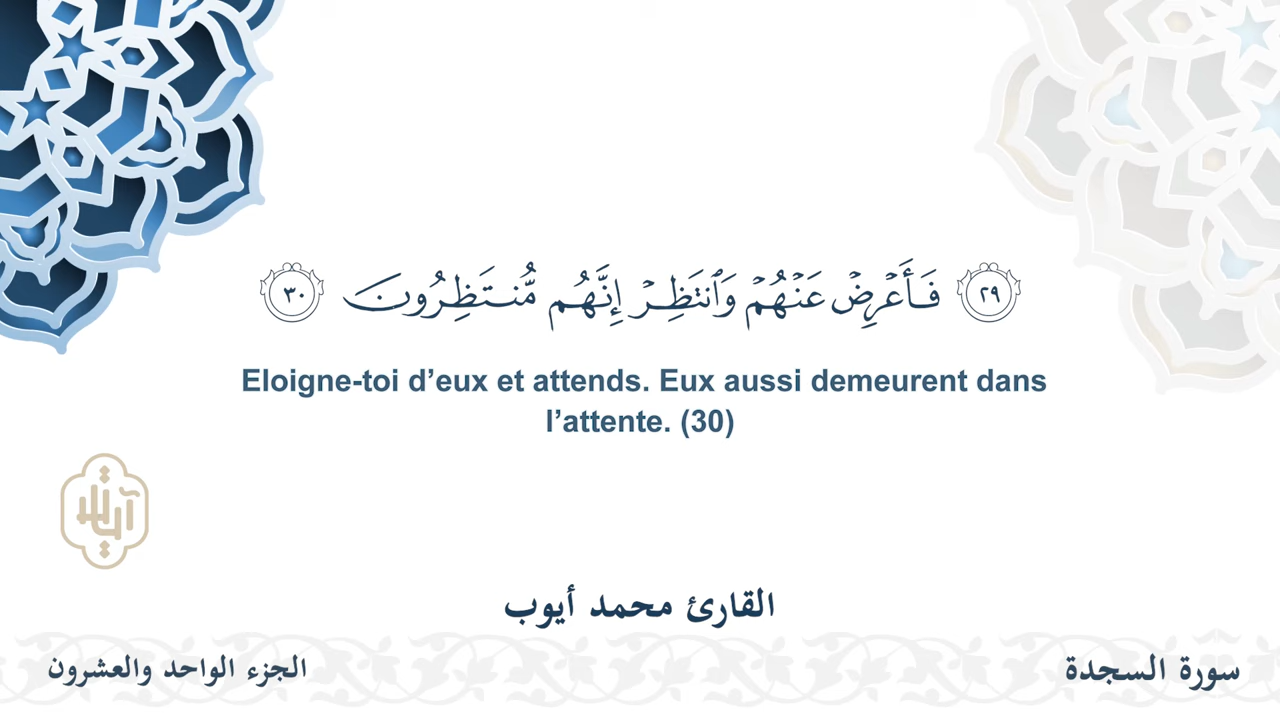 ٢٩ فَأَعْرِضْ عَنْهُمْ وَٱنتَظِرْ إِنَّهُم مُّنتَظِرُونَ ٣٠
Eloigne-toi d’eux et attends. Eux aussi demeurent dans
l’attente. (30)
القارئ محمد أيوب
سورة السجدة
الجزء الواحد والعشرون